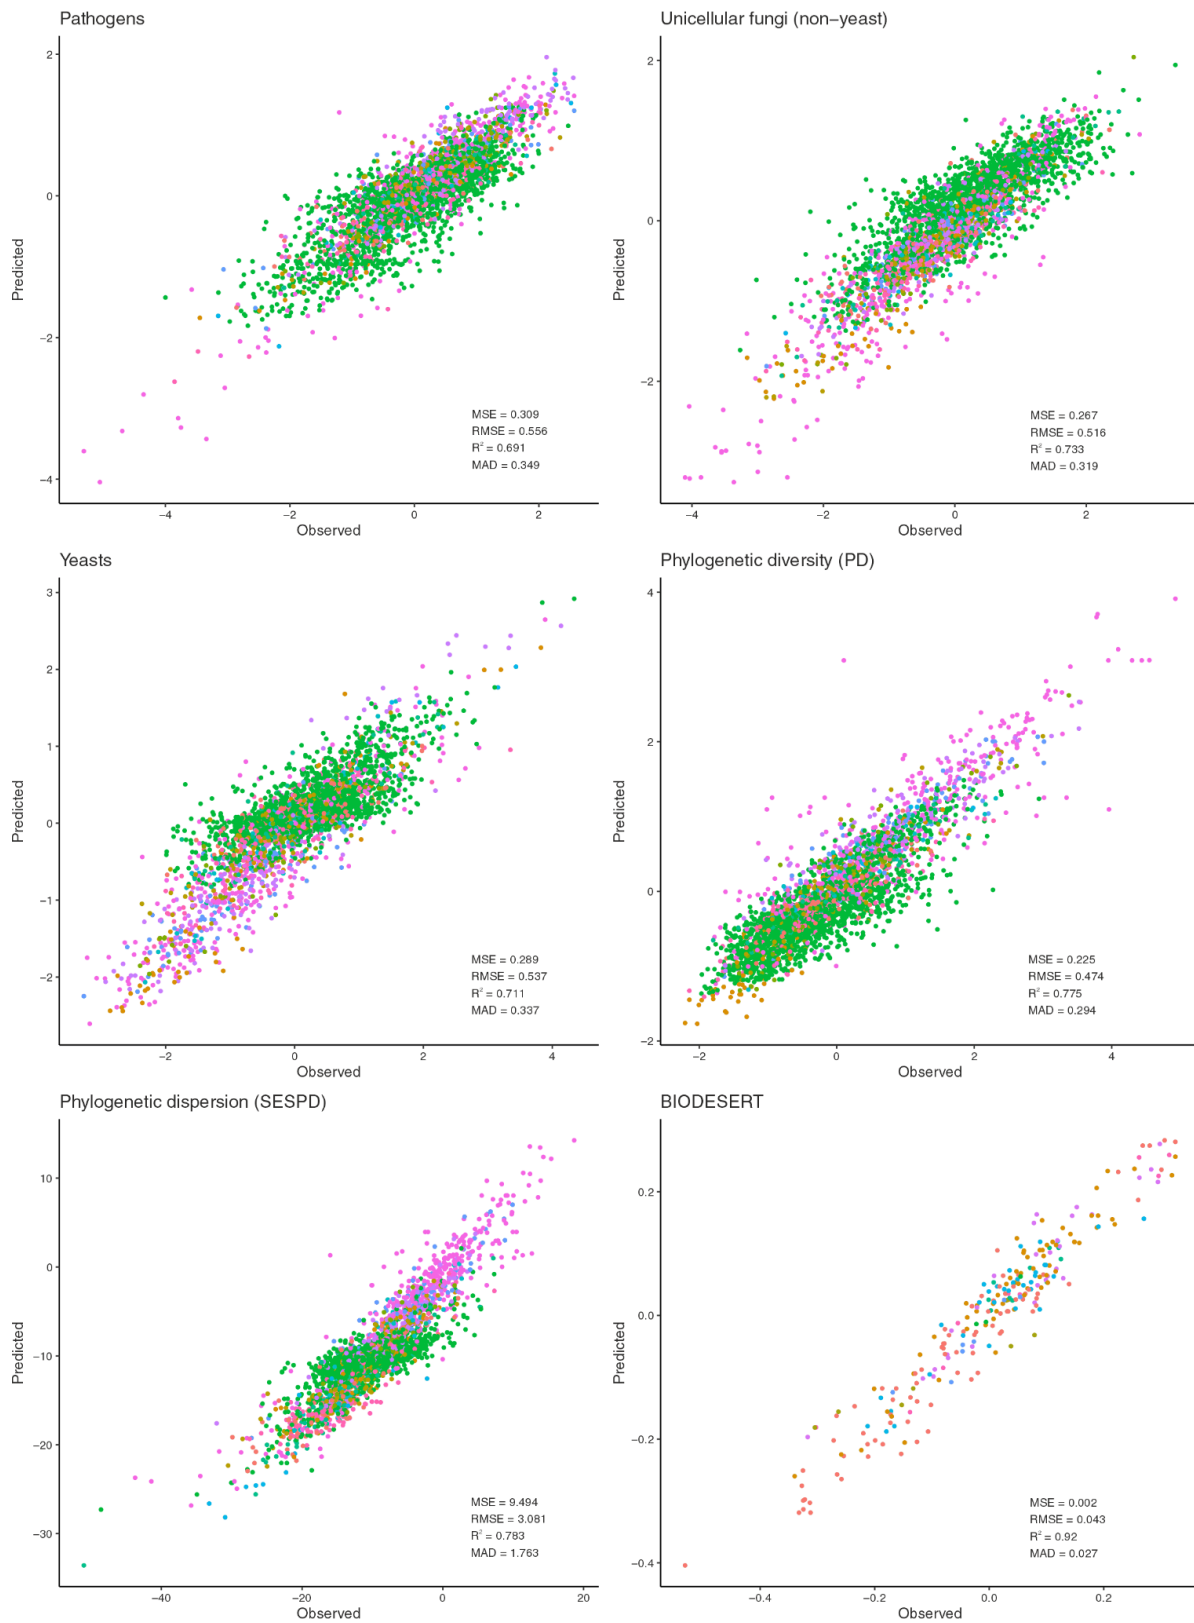 Pathogens
2
0
−2
−4
Predicted
−4
−2
0
2
Observed
MSE = 0.309
RMSE = 0.556
R² = 0.691
MAD = 0.349
Unicellular fungi (non−yeast)
2
0
−2
Predicted
−4
−2
0
2
Observed
MSE = 0.267
RMSE = 0.516
R² = 0.733
MAD = 0.319
Yeasts
3
2
1
0
−1
−2
Predicted
−2
0
2
4
Observed
MSE = 0.289
RMSE = 0.537
R² = 0.711
MAD = 0.337
Phylogenetic diversity (PD)
4
2
0
−2
Predicted
−2
0
2
4
Observed
MSE = 0.225
RMSE = 0.474
R² = 0.775
MAD = 0.294
Phylogenetic dispersion (SESPD)
10
0
−10
−20
−30
Predicted
−40
−20
0
20
Observed
MSE = 9.494
RMSE = 3.081
R² = 0.783
MAD = 1.763
BIODESERT
0.2
0.0
−0.2
−0.4
Predicted
−0.4
−0.2
0.0
0.2
Observed
MSE = 0.002
RMSE = 0.043
R² = 0.92
MAD = 0.027